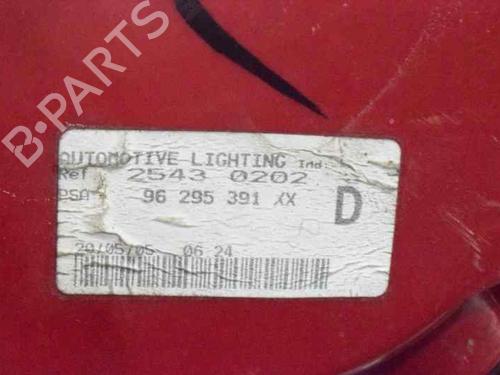 B-PARTS
AUTOMOTIVE LIGHTING Ind.
Ref 2543 0202
PSA 96 295 391 XX D
20/05/05 06 24